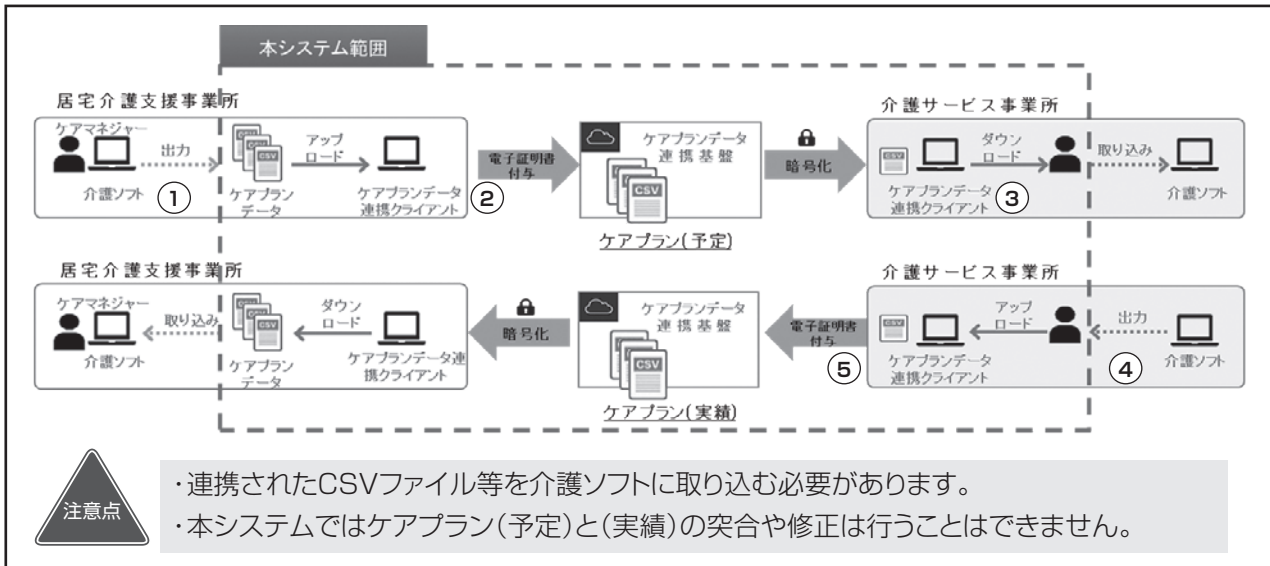 本システム範囲
居宅介護支援事業所
ケアマネジャー
出力
介護ソフト
①
CSV
ケアプラン
データ
アップ
ロード
ケアプランデータ
連携クライアント
②
電子証明書
付与
ケアプランデータ
連携基盤
CSV
ケアプラン(予定)
暗号化
介護サービス事業所
CSV
ケアプランデータ
連携クライアント
ダウン
ロード
③
取り込み
介護ソフト
居宅介護支援事業所
ケアマネジャー
取り込み
介護ソフト
CSV
ケアプラン
データ
ダウン
ロード
ケアプランデータ連
携クライアント
暗号化
ケアプランデータ
連携基盤
CSV
ケアプラン(実績)
電子証明書
付与
⑤
介護サービス事業所
CSV
ケアプランデータ
連携クライアント
アップ
ロード
出力
④
介護ソフト
注意点
・連携されたCSVファイル等を介護ソフトに取り込む必要があります。
・本システムではケアプラン(予定)と(実績)の突合や修正は行うことはできません。